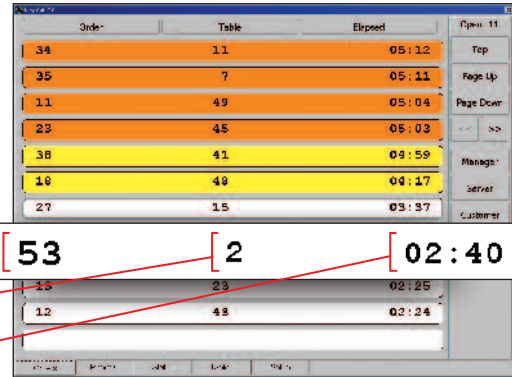 Order Table Elapsed Open: 11
34 11 05:12 Top
35 7 05:11 Page Up
11 49 05:04 Page Down
23 45 05:03 << >>
38 41 04:59 Manager
18 48 04:17 Server
27 15 03:37 Customer
53 2 02:40
23 02:25
12 43 02:24